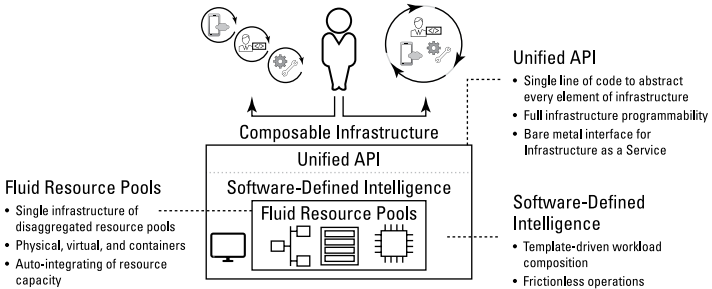 Composable Infrastructure
Unified API
Software-Defined Intelligence
Fluid Resource Pools
Fluid Resource Pools
• Single infrastructure of
disaggregated resource pools
• Physical, virtual, and containers
• Auto-integrating of resource
capacity
Unified API
• Single line of code to abstract
every element of infrastructure
• Full infrastructure programmability
• Bare metal interface for
Infrastructure as a Service
Software-Defined
Intelligence
• Template-driven workload
composition
• Frictionless operations